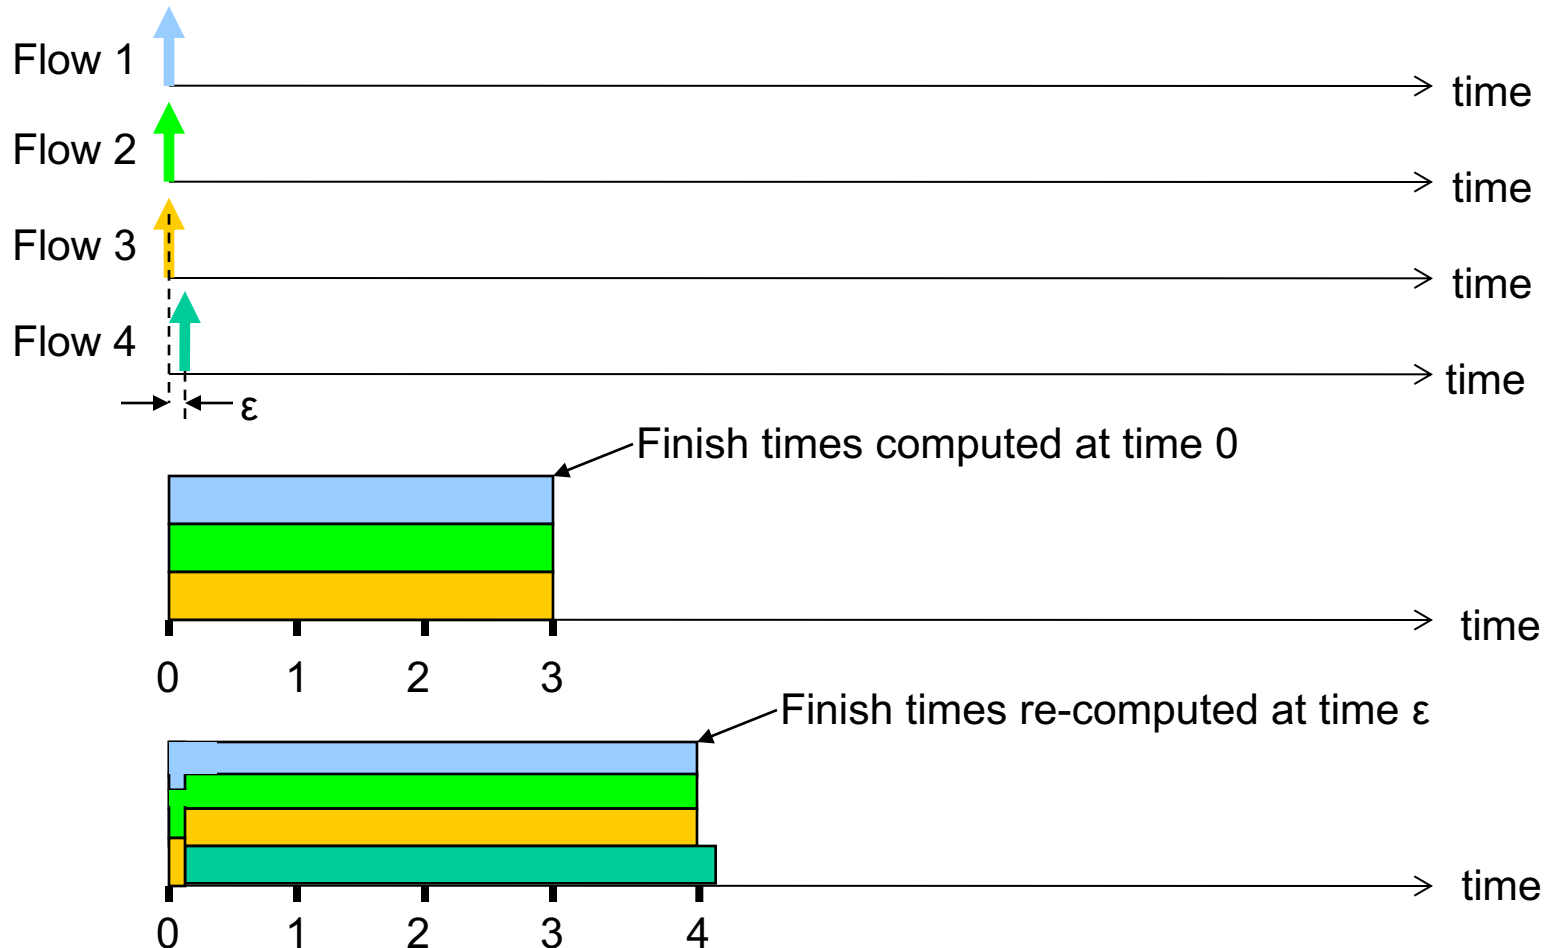 Flow 1
time
Flow 2
time
Flow 3
time
Flow 4
time
ε
Finish times computed at time 0
time
0 1 2 3
Finish times re-computed at time ε
time
0 1 2 3 4